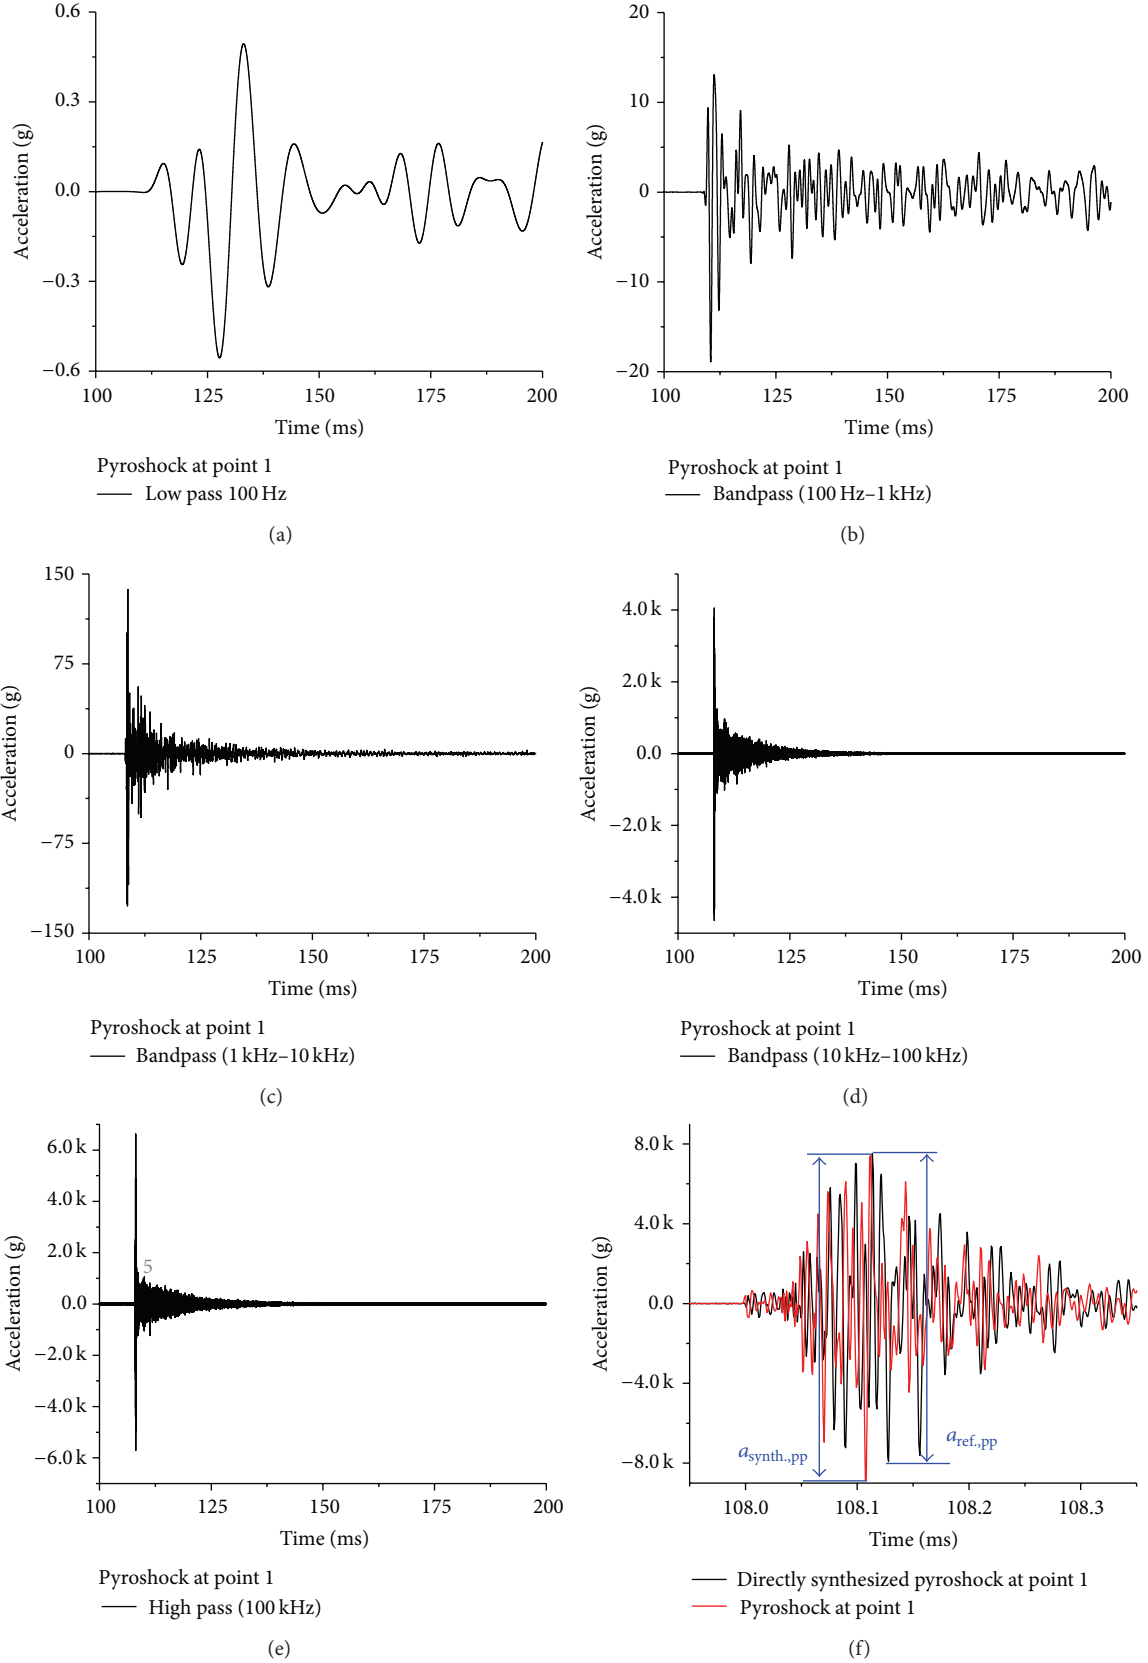 0.6
0.3
0.0
−0.3
−0.6
Acceleration (g)
100 125 150 175 200
Time (ms)
Pyroshock at point 1
Low pass 100 Hz
(a)
20
10
0
−10
−20
Acceleration (g)
100 125 150 175 200
Time (ms)
Pyroshock at point 1
Bandpass (100 Hz–1 kHz)
(b)
150
75
0
−75
−150
Acceleration (g)
100 125 150 175 200
Time (ms)
Pyroshock at point 1
Bandpass (1 kHz–10 kHz)
(c)
4.0 k
2.0 k
0.0
−2.0 k
−4.0 k
Acceleration (g)
100 125 150 175 200
Time (ms)
Pyroshock at point 1
Bandpass (10 kHz–100 kHz)
(d)
6.0 k
4.0 k
2.0 k
0.0
−2.0 k
−4.0 k
−6.0 k
Acceleration (g)
5
100 125 150 175 200
Time (ms)
Pyroshock at point 1
High pass (100 kHz)
(e)
8.0 k
4.0 k
0.0
−4.0 k
−8.0 k
Acceleration (g)
a synth.,pp
a ref.,pp
108.0 108.1 108.2 108.3
Time (ms)
Directly synthesized pyroshock at point 1
Pyroshock at point 1
(f)